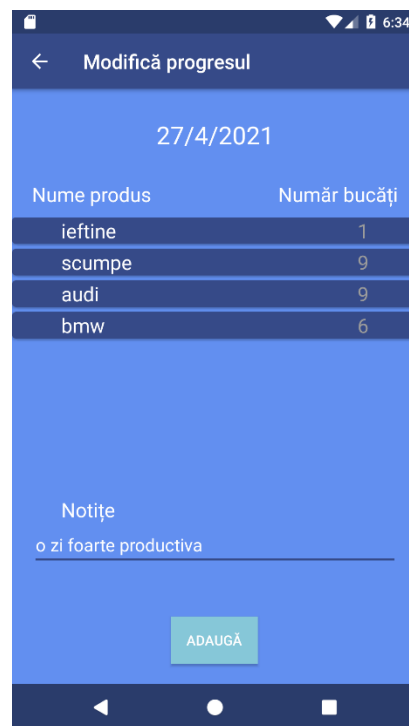 6:34
Modifică progresul
27/4/2021
Nume produs Număr bucăți
ieftine 1
scumpe 9
audi 9
bmw 6
Notițe
o zi foarte productiva
ADAUGĂ